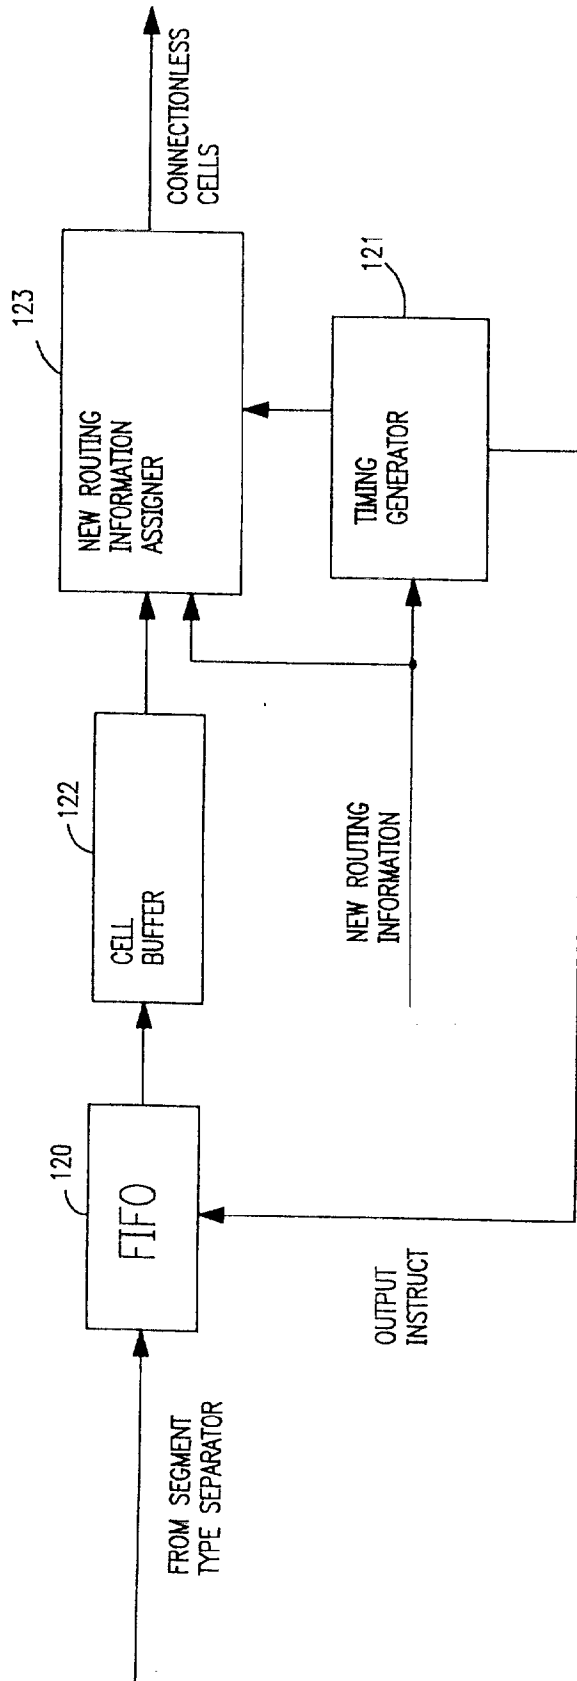 FROM SEGMENT
TYPE SEPARATOR
120
FIFO
OUTPUT
INSTRUCT
122
CELL
BUFFER
NEW ROUTING
INFORMATION
123
NEW ROUTING
INFORMATION
ASSIGNER
121
TIMING
GENERATOR
CONNECTIONLESS
CELLS